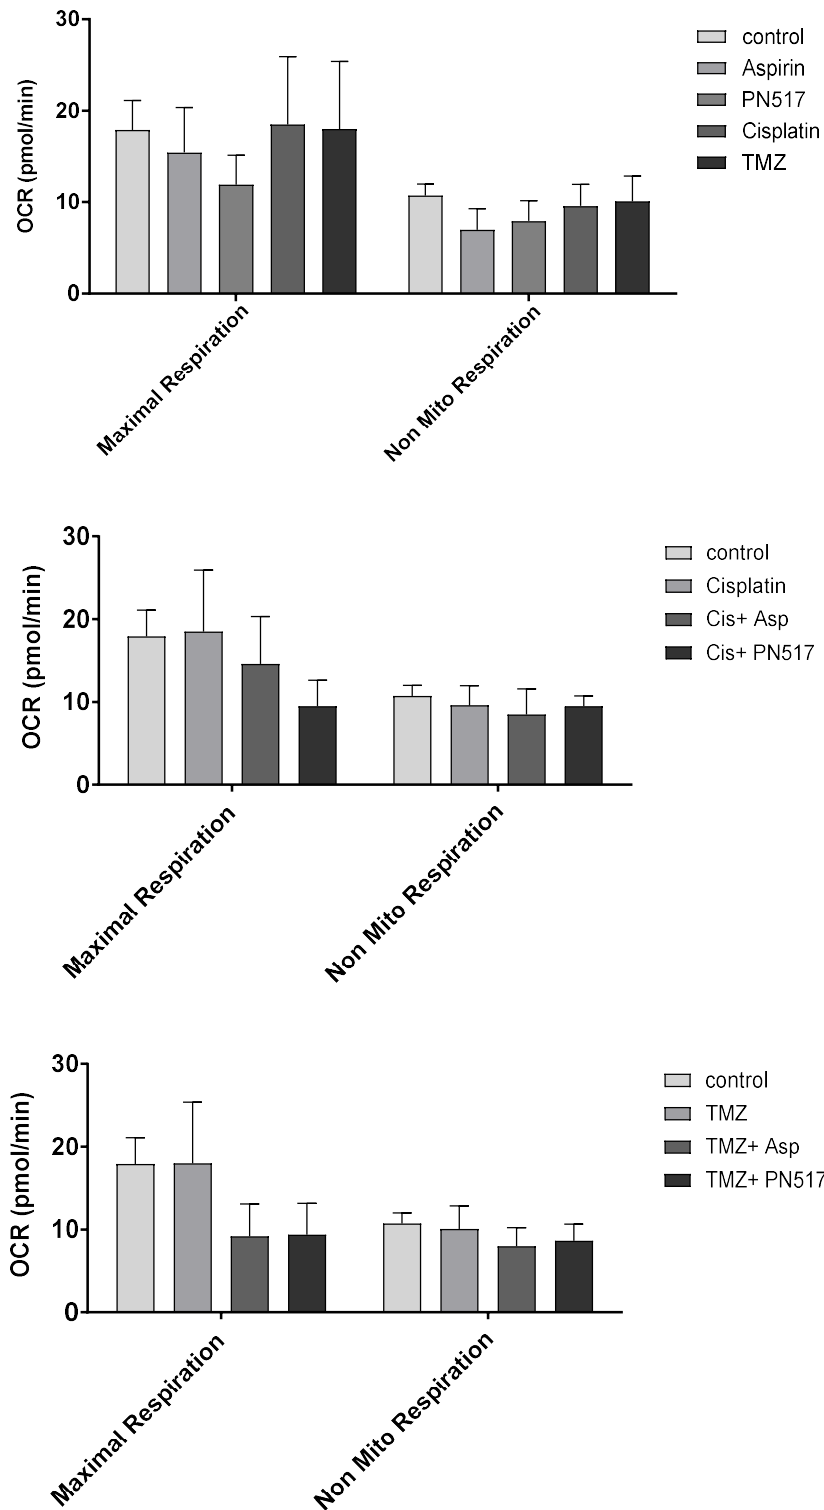 OCR (pmol/min)
30
20
10
0
Maximal Respiration
Non Mito Respiration
control
Aspirin
PN517
Cisplatin
TMZ
OCR (pmol/min)
30
20
10
0
Maximal Respiration
Non Mito Respiration
control
Cisplatin
Cis+ Asp
Cis+ PN517
OCR (pmol/min)
30
20
10
0
Maximal Respiration
Non Mito Respiration
control
TMZ
TMZ+ Asp
TMZ+ PN517